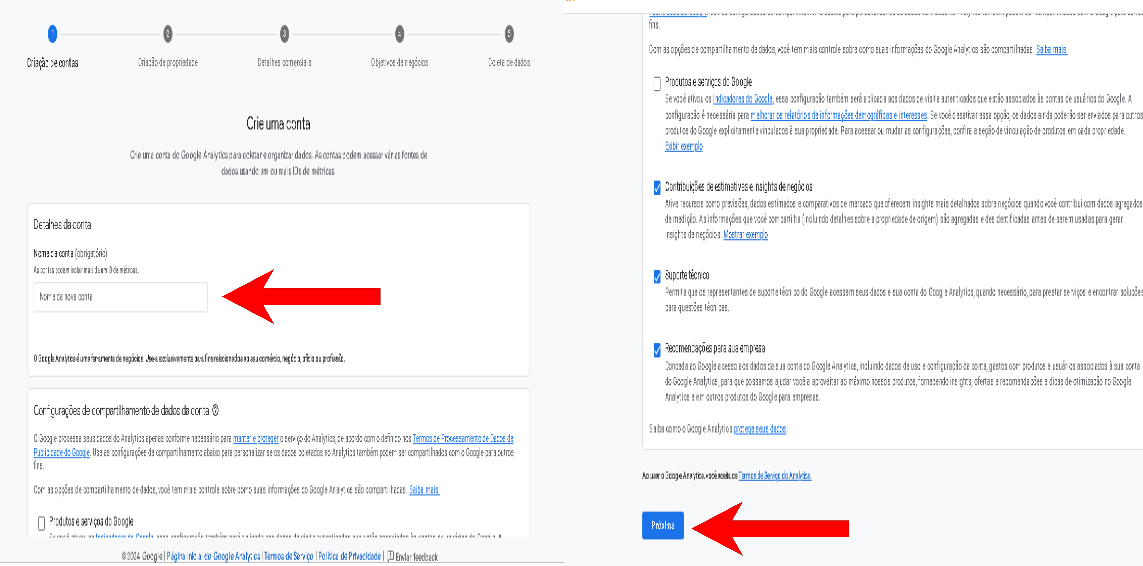 1
2
3
4
5
Criação de contas
Criação de propriedade
Detalhes comerciais
Objetivos de negócios
Coleta de dados
Crie uma conta
Crie uma conta do Google Analytics para coletar e organizar dados. As contas podem acessar várias fontes de
dados usando um ou mais IDs de métricas.
Detalhes da conta
Nome da conta (obrigatório)
As contas podem incluir mais de um ID de métricas.
Nome da nova conta
O Google Analytics é uma ferramenta de negócios. Use-a exclusivamente para fins relacionados ao seu comércio, negócio, ofício ou profissão.
Configurações de compartilhamento de dados da conta
O Google processa seus dados do Analytics apenas conforme necessário para manter e proteger o serviço do Analytics, de acordo com o definido nos Termos de Processamento de Dados de
Publicidade do Google. Use as configurações de compartilhamento abaixo para personalizar se os dados coletados no Analytics também podem ser compartilhados com o Google para outros
fins.
Com as opções de compartilhamento de dados, você tem mais controle sobre como suas informações do Google Analytics são compartilhadas. Saiba mais.
Produtos e serviços do Google
©2024 Google | Página inicial do Google Analytics | Termos de Serviço | Política de Privacidade | Enviar feedback
fins.
Com as opções de compartilhamento de dados, você tem mais controle sobre como suas informações do Google Analytics são compartilhadas. Saiba mais.
Produtos e serviços do Google
Se você ativou os Indicadores do Google, essa configuração também será aplicada aos dados de visita autenticados que estão associados às contas de usuários do Google. A
configuração é necessária para melhorar os relatórios de informações demográficas e interesses. Se você desativar essa opção, os dados ainda poderão ser enviados para outros
produtos do Google explicitamente vinculados à sua propriedade. Para acessar ou mudar as configurações, confira a seção de vinculação de produtos em cada propriedade.
Exibir exemplo
Contribuições de estimativas e insights de negócios
Ative recursos como previsões, dados estimados e comparativos de mercado que oferecem insights mais detalhados sobre negócios quando você contribui com dados agregados
de medição. As informações que você compartilha (incluindo detalhes sobre a propriedade de origem) são agregadas e desidentificadas antes de serem usadas para gerar
insights de negócios. Mostrar exemplo
Suporte técnico
Permita que os representantes de suporte técnico do Google acessem seus dados e sua conta do Google Analytics, quando necessário, para prestar serviços e encontrar soluções
para questões técnicas.
Recomendações para sua empresa
Conceda ao Google acesso aos dados da sua conta do Google Analytics, incluindo dados de uso e configuração da conta, gastos com produtos e usuários associados à sua conta
do Google Analytics, para que possamos ajudar você a aproveitar ao máximo nossos produtos, fornecendo insights, ofertas e recomendações e dicas de otimização no Google
Analytics e em outros produtos do Google para empresas.
Saiba como o Google Analytics protege seus dados.
Ao usar o Google Analytics, você aceita os Termos de Serviço do Analytics.
Próxima